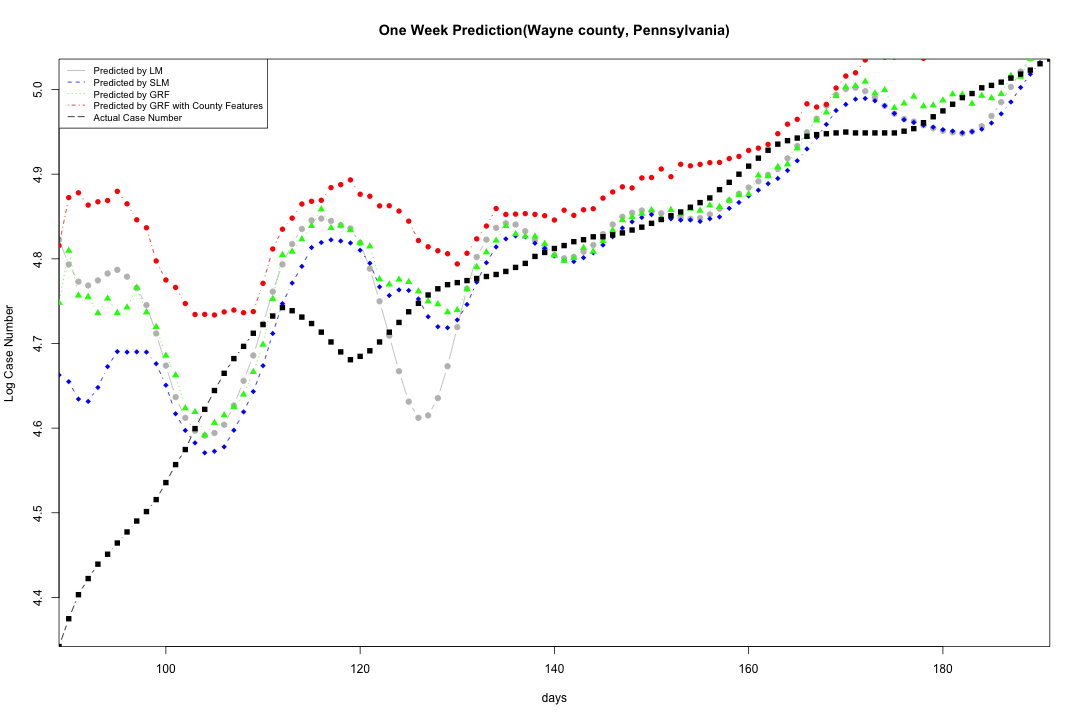 One Week Prediction(Wayne county, Pennsylvania)
Predicted by LM
Predicted by SLM
Predicted by GRF
Predicted by GRF with County Features
Actual Case Number
5.0
4.9
4.8
4.7
4.6
4.5
4.4
Log Case Number
100 120 140 160 180
days